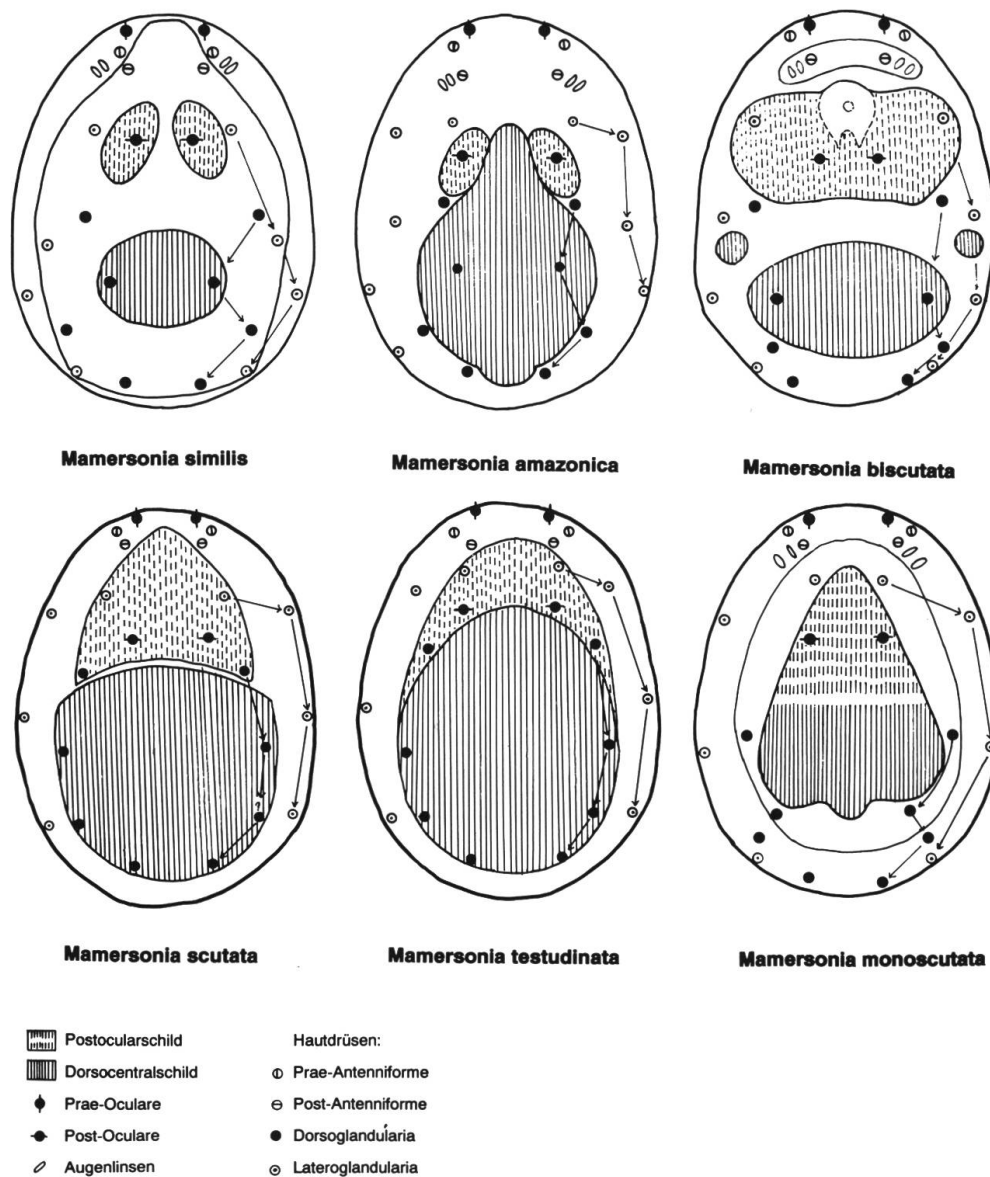 Mamersonia similis
Mamersonia amazonica
Mamersonia biscutata
Mamersonia scutata
Mamersonia testudinata
Mamersonia monoscutata
Postocularschild
Dorsocentralschild
Prae-Oculare
Post-Oculare
Augenlinsen
Hautdrüsen:
Prae-Antenniforme
Post-Antenniforme
Dorsoglandularia
Lateroglandularia